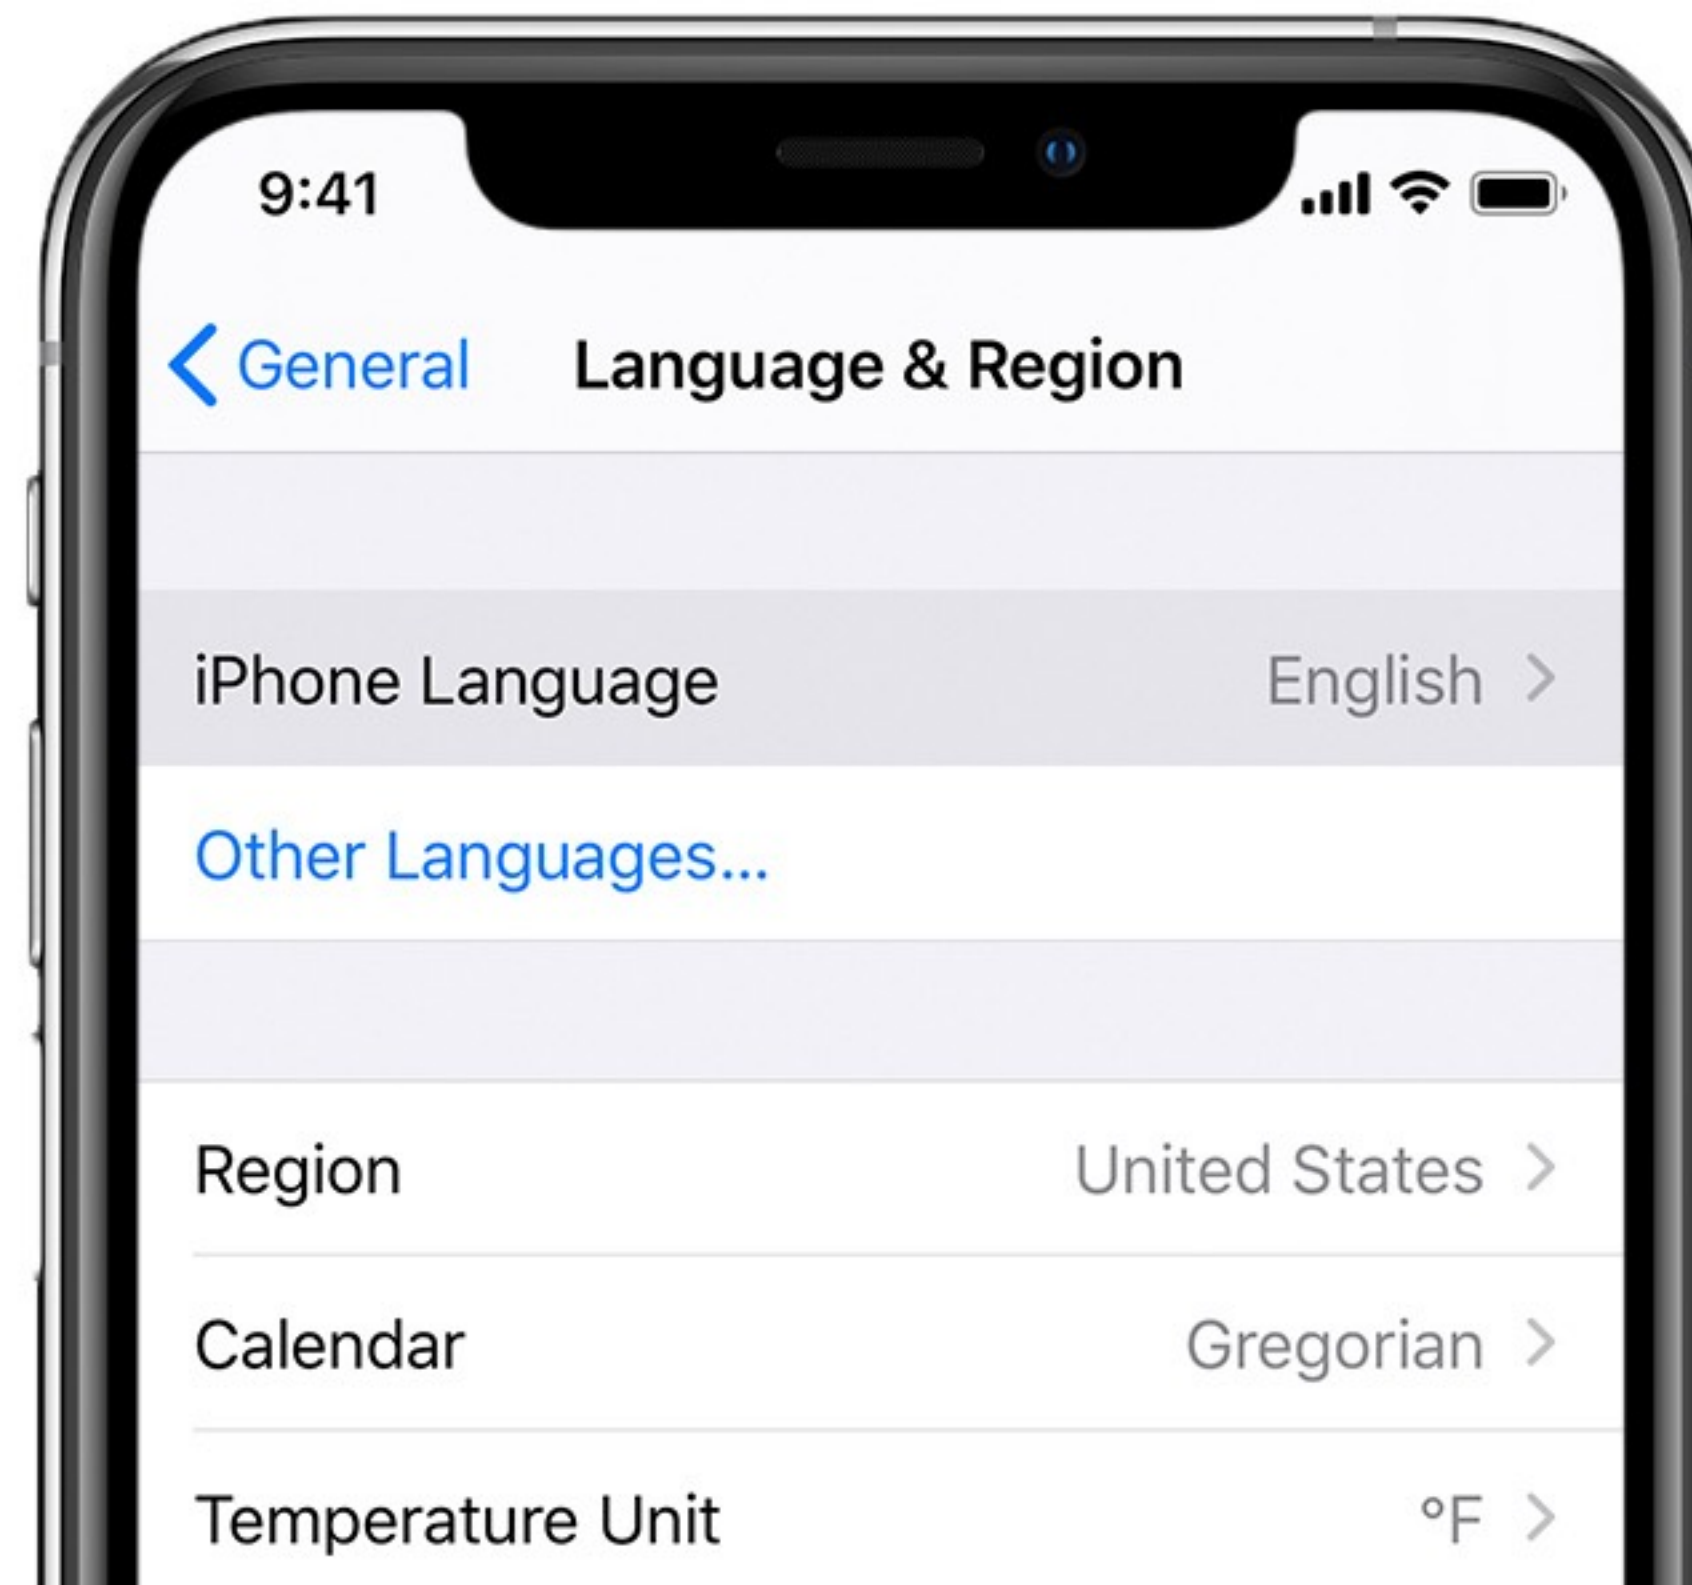 9:41
General
Language & Region
iPhone Language
English
Other Languages...
Region
United States
Calendar
Gregorian
Temperature Unit
°F